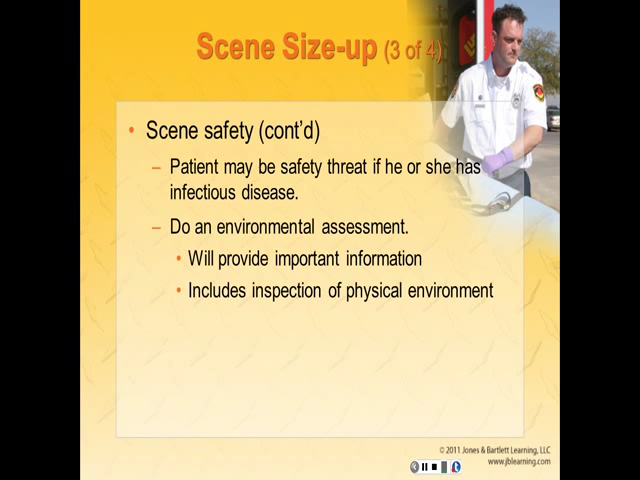 Scene Size-up (3 of 4)
• Scene safety (cont’d)
– Patient may be safety threat if he or she has
infectious disease.
– Do an environmental assessment.
• Will provide important information
• Includes inspection of physical environment
© 2011 Jones & Bartlett Learning, LLC
www.jblearning.com